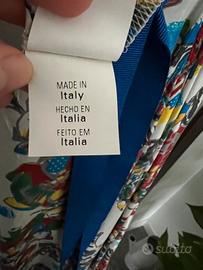 MADE IN
Italy
HECHO EN
Italia
FEITO EM
Italia
subito